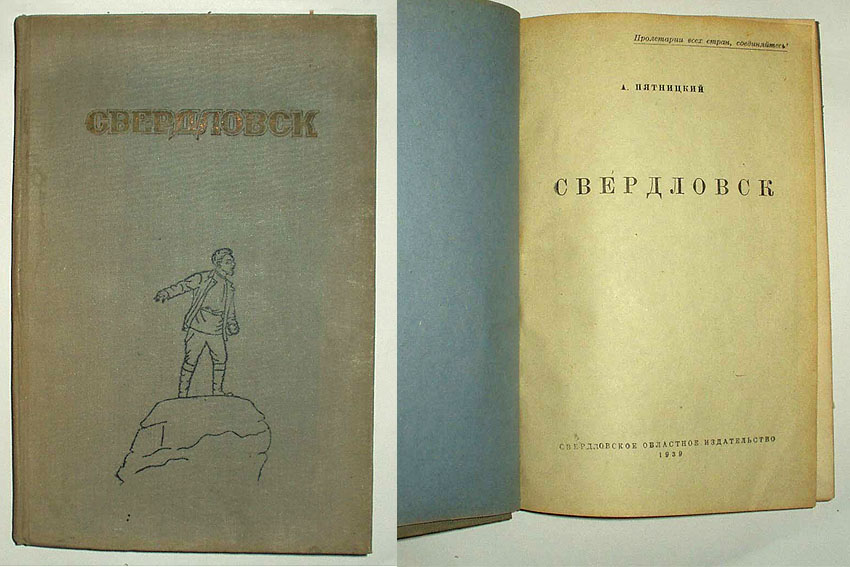 СВЕРДЛОВСК
Пролетарии всех стран, соединяйтесь!
А. ПЯТНИЦКИЙ
СВЕРДЛОВСК
СВЕРДЛОВСКОЕ ОБЛАСТНОЕ ИЗДАТЕЛЬСТВО
1939